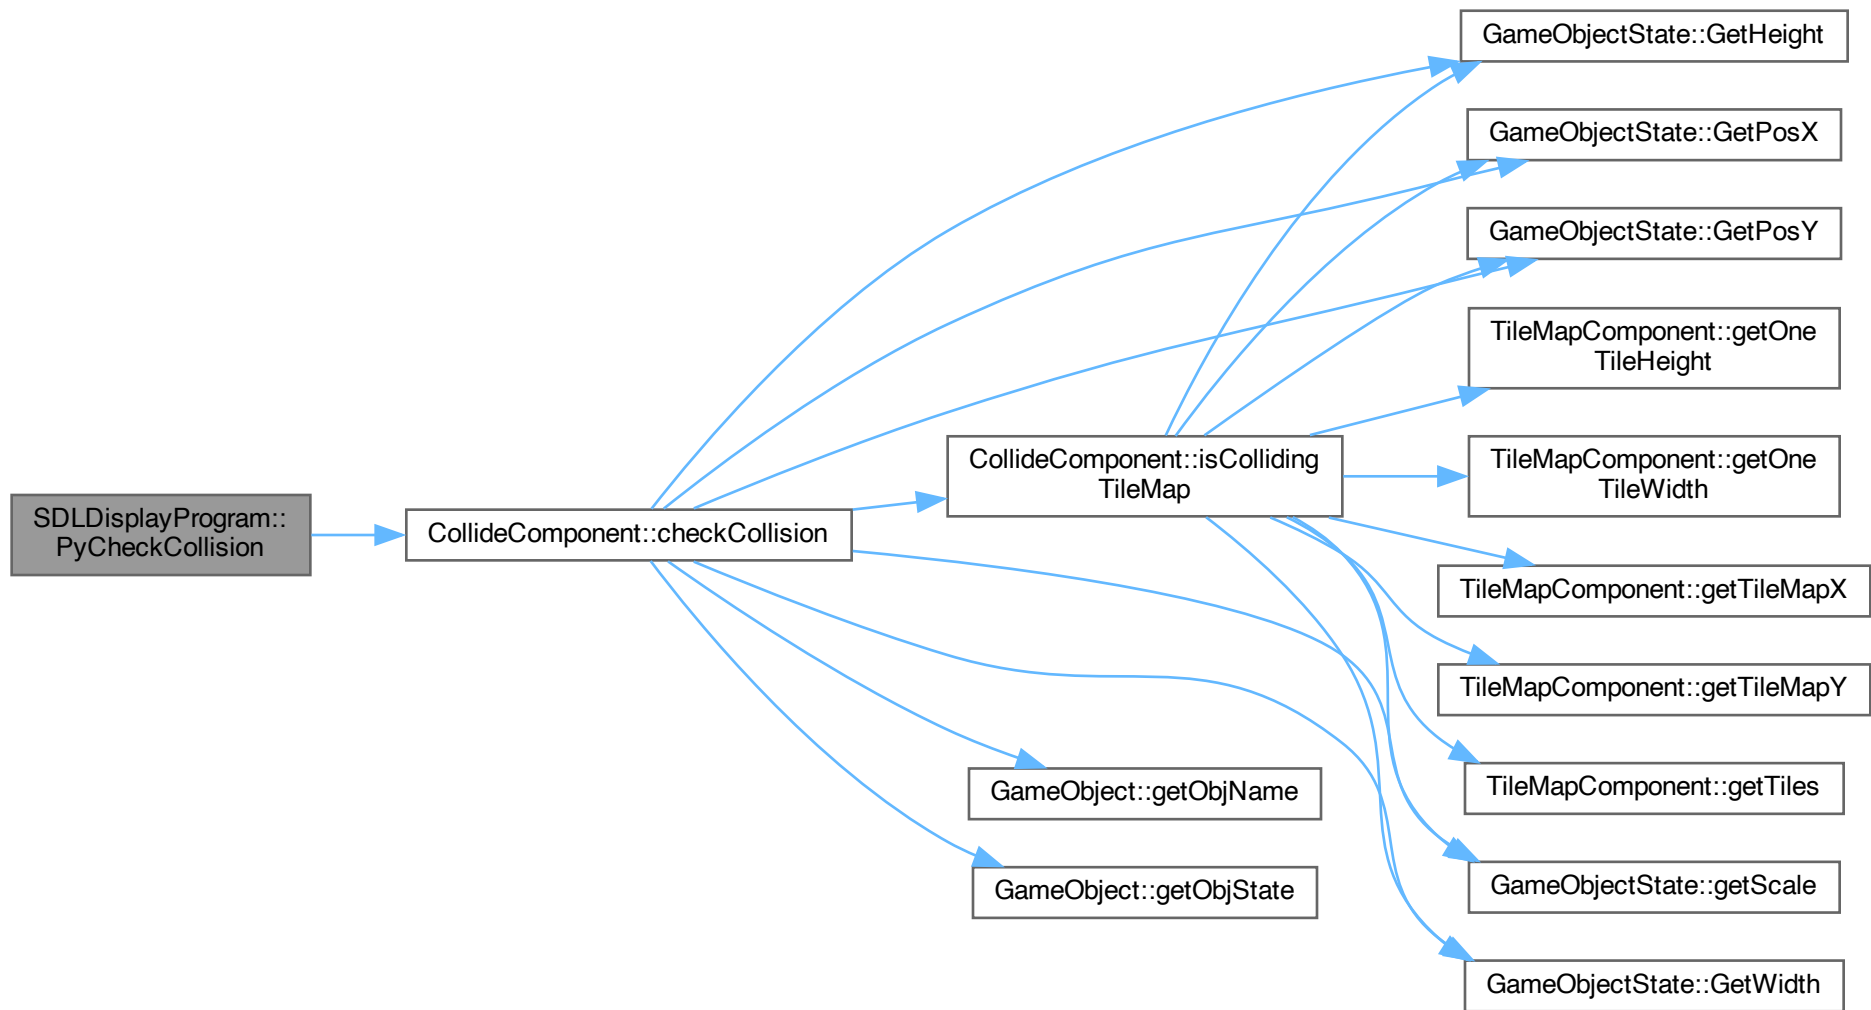 SDLDisplayProgram::
PyCheckCollision
CollideComponent::checkCollision
CollideComponent::isColliding
TileMap
GameObject::getObjName
GameObject::getObjState
GameObjectState::GetHeight
GameObjectState::GetPosX
GameObjectState::GetPosY
TileMapComponent::getOne
TileHeight
TileMapComponent::getOne
TileWidth
TileMapComponent::getTileMapX
TileMapComponent::getTileMapY
TileMapComponent::getTiles
GameObjectState::getScale
GameObjectState::GetWidth